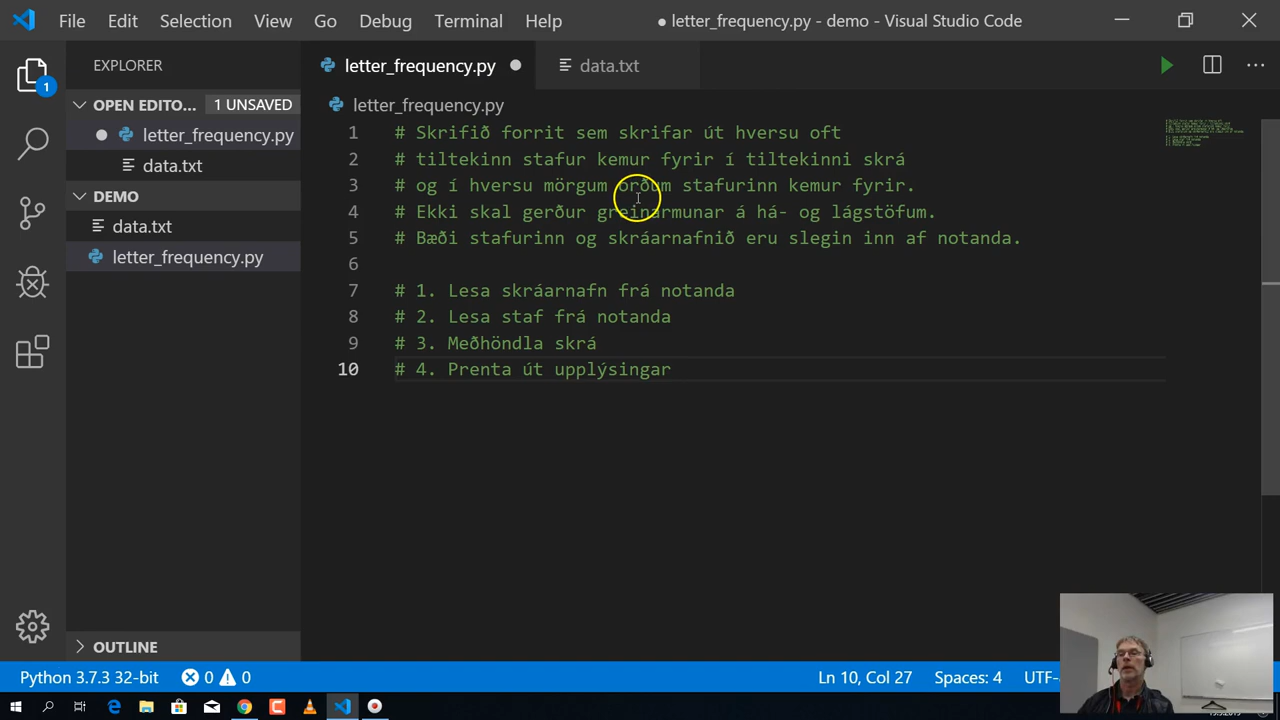 File Edit Selection View Go Debug Terminal Help ● letter_frequency.py - demo - Visual Studio Code
EXPLORER
letter_frequency.py ●
data.txt
1
OPEN EDITO... 1 UNSAVED
● letter_frequency.py
data.txt
DEMO
data.txt
letter_frequency.py
OUTLINE
letter_frequency.py
1 # Skrifið forrit sem skrifar út hversu oft
2 # tiltekinn stafur kemur fyrir í tiltekinni skrá
3 # og í hversu mörgum orðum stafurinn kemur fyrir.
4 # Ekki skal gerður greinarmunar á há- og lágstöfum.
5 # Bæði stafurinn og skráarnafnið eru slegin inn af notanda.
6
7 # 1. Lesa skráarnafn frá notanda
8 # 2. Lesa staf frá notanda
9 # 3. Meðhöndla skrá
10 # 4. Prenta út upplýsingar
Python 3.7.3 32-bit 0 0 Ln 10, Col 27 Spaces: 4 UTF-